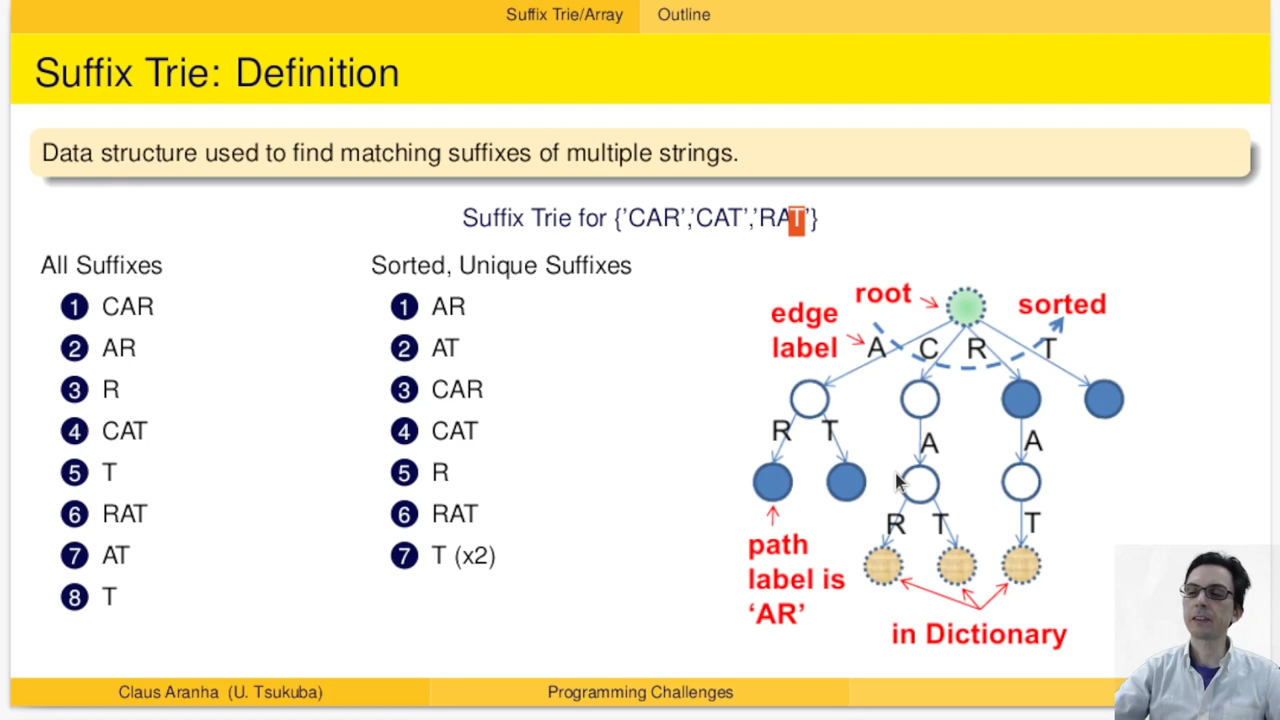 Suffix Trie/Array Outline
Suffix Trie: Definition
Data structure used to find matching suffixes of multiple strings.
Suffix Trie for {'CAR','CAT','RAT'}
All Suffixes
1 CAR
2 AR
3 R
4 CAT
5 T
6 RAT
7 AT
8 T
Sorted, Unique Suffixes
1 AR
2 AT
3 CAR
4 CAT
5 R
6 RAT
7 T (x2)
root
sorted
edge
label
A C R T
R T A A
R T T
path
label is
‘AR’
in Dictionary
Claus Aranha (U. Tsukuba) Programming Challenges